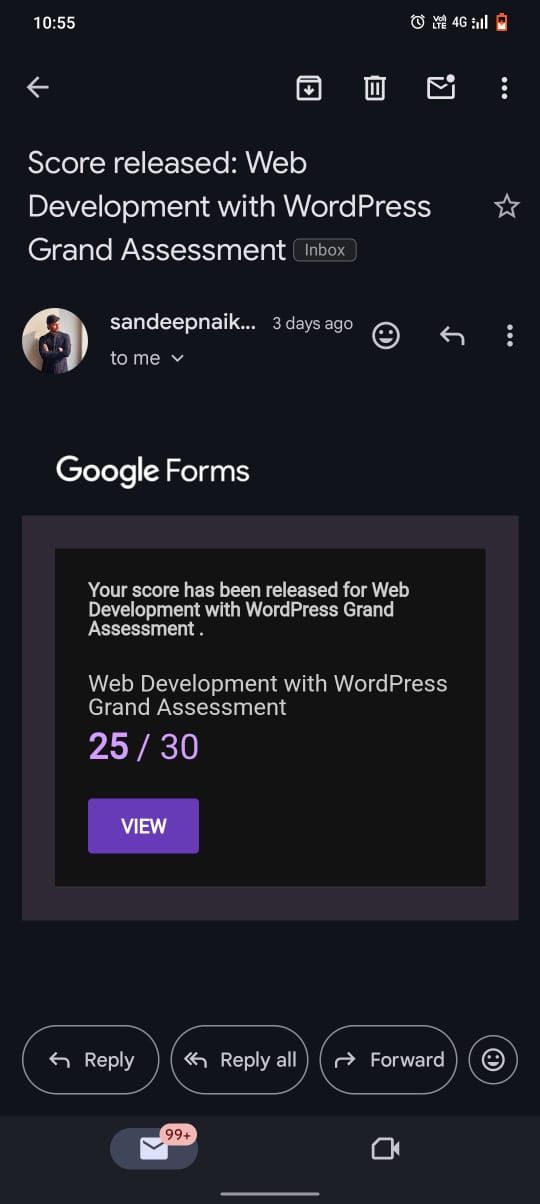 10:55
Vo) LTE 4G
Score released: Web
Development with WordPress
Grand Assessment Inbox
sandeepnaik... 3 days ago
to me
Google Forms
Your score has been released for Web
Development with WordPress Grand
Assessment .
Web Development with WordPress
Grand Assessment
25 / 30
VIEW
Reply
Reply all
Forward
99+